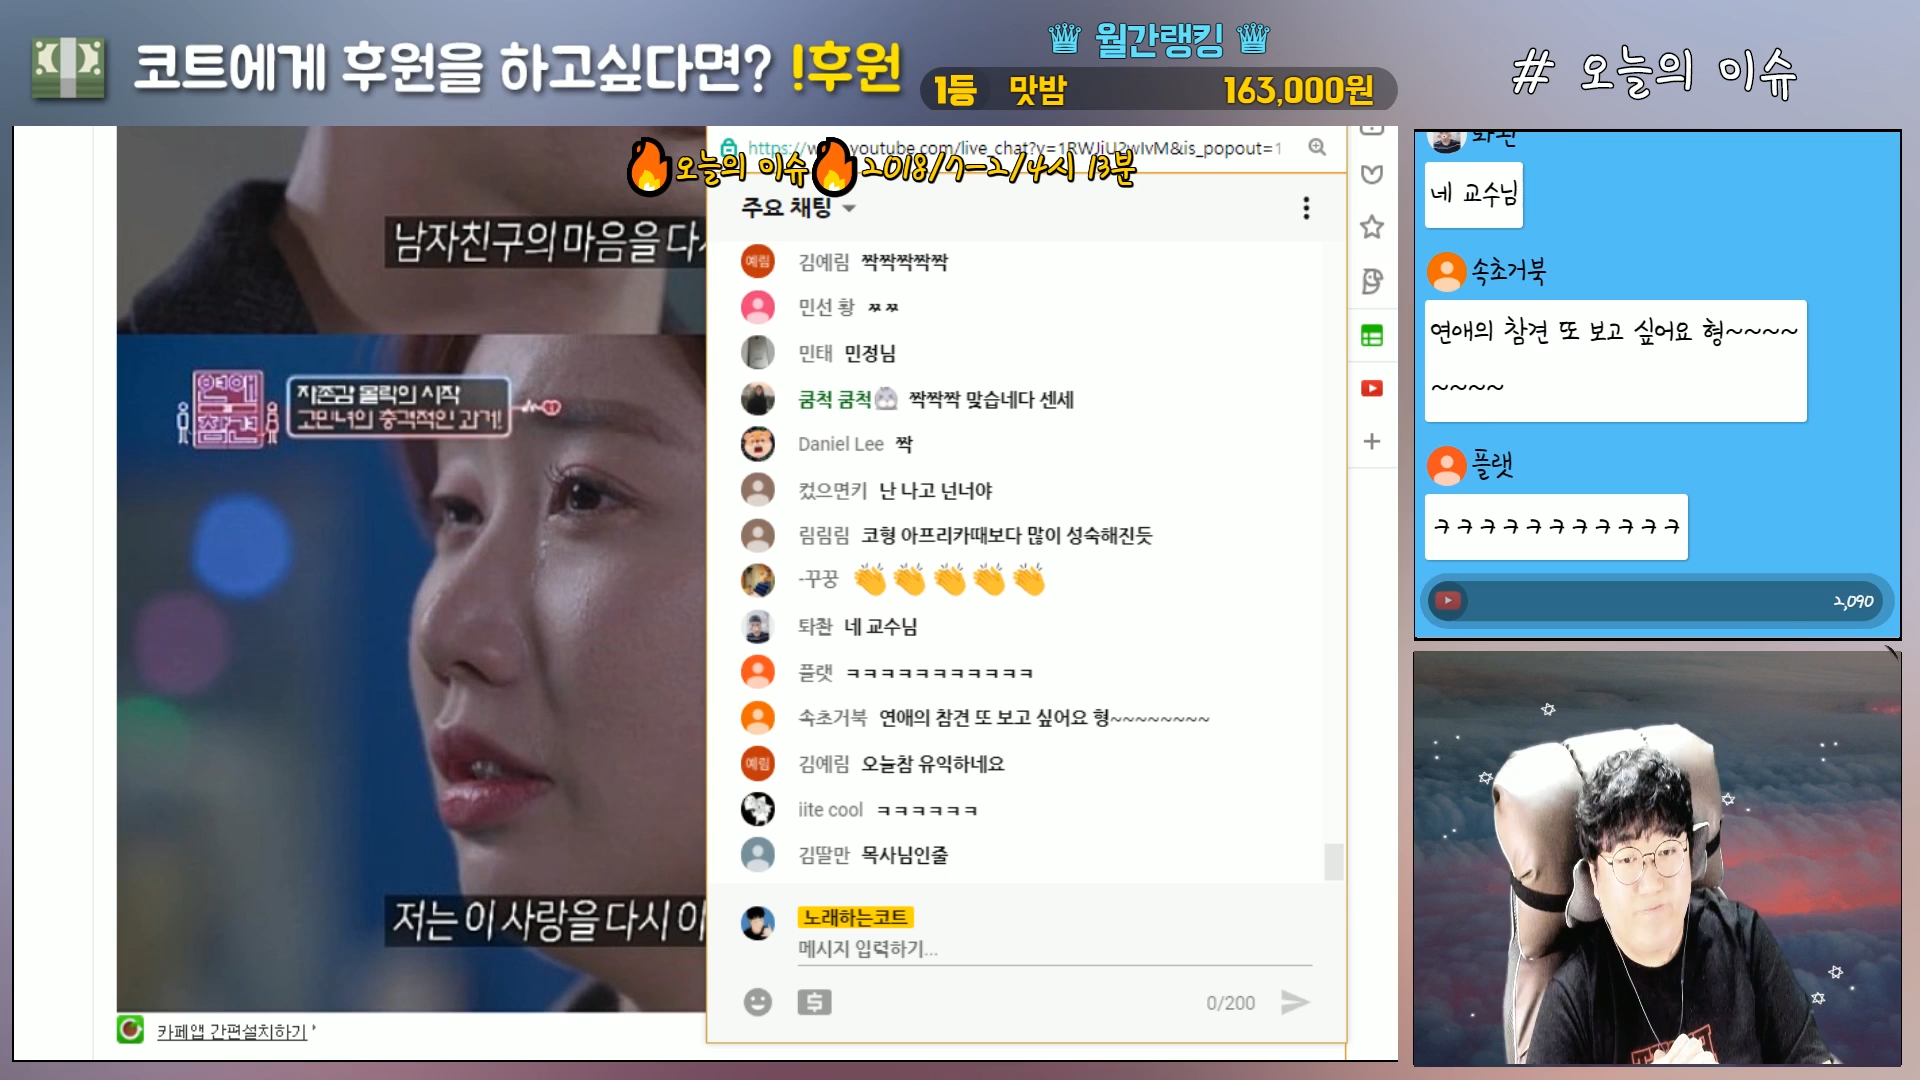 코트에게 후원을 하고싶다면? !후원
월간랭킹
1등 맛밤 163,000원
# 오늘의 이슈
오늘의 이슈
2018/7-2/4시 13분
남자친구의 마음을 다
연애의 참견
자존감 몰락의 시작
고민녀의 충격적인 과거!
저는 이 사랑을 다시 이
카페앱 간편설치하기
주요 채팅
예림 김예림 짝짝짝짝짝
민선 황 ㅉㅉ
민태 민정님
쿰척 쿰척 짝짝짝 맞습네다 센세
Daniel Lee 짝
컸으면키 난 나고 넌너야
림림림 코형 아프리카때보다 많이 성숙해진듯
-꾸꿍 👏👏👏👏👏
톼촨 네 교수님
플랫 ㅋㅋㅋㅋㅋㅋㅋㅋㅋㅋㅋ
속초거북 연애의 참견 또 보고 싶어요 형~~~~~~~~
예림 김예림 오늘참 유익하네요
iite cool ㅋㅋㅋㅋㅋㅋ
김딸만 목사님인줄
노래하는코트
메시지 입력하기...
0/200
톼촨
네 교수님
속초거북
연애의 참견 또 보고 싶어요 형~~~~
~~~~
플랫
ㅋㅋㅋㅋㅋㅋㅋㅋㅋㅋㅋ
2,090